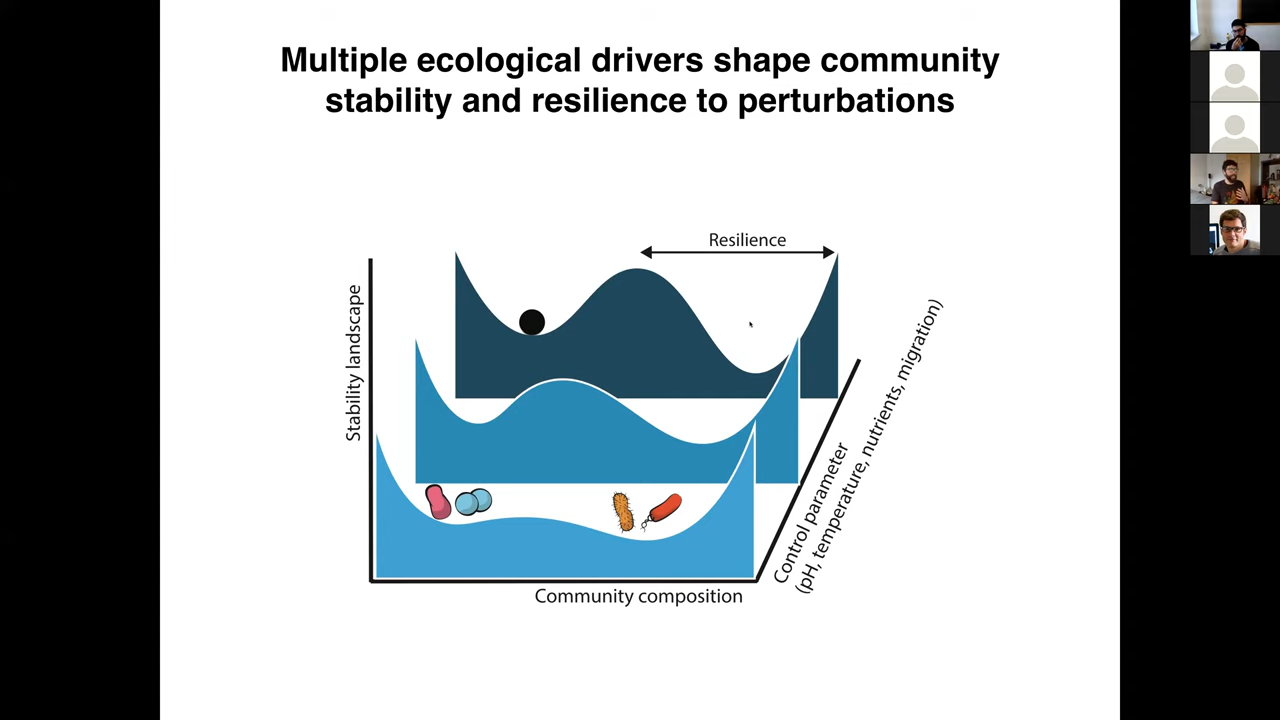 Multiple ecological drivers shape community
stability and resilience to perturbations
Resilience
Stability landscape
Control parameter
(pH, temperature, nutrients, migration)
Community composition